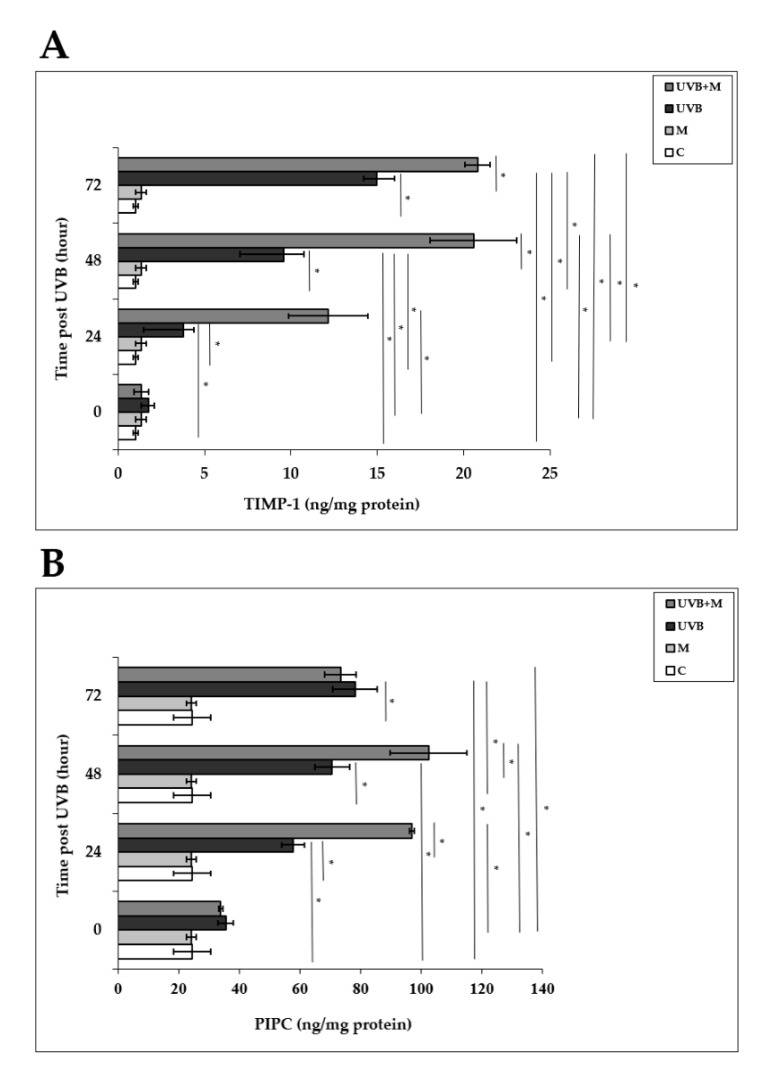 A
UVB+M
UVB
M
C
72
48
24
0
Time post UVB (hour)
* * * * * * * * * * * * * * * * * *
0 5 10 15 20 25
TIMP-1 (ng/mg protein)
B
UVB+M
UVB
M
C
72
48
24
0
Time post UVB (hour)
* * * * * * * * * * * *
0 20 40 60 80 100 120 140
PIPC (ng/mg protein)